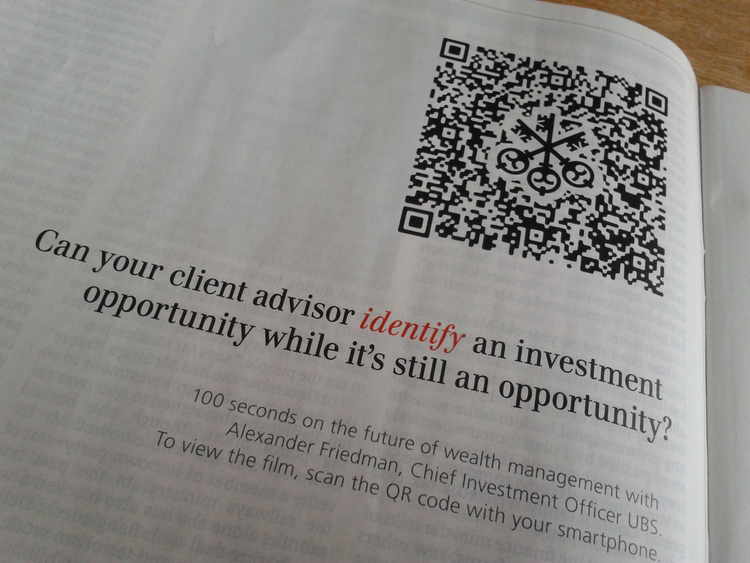 Can your client advisor identify an investment
opportunity while it's still an opportunity?
100 seconds on the future of wealth management with
Alexander Friedman, Chief Investment Officer UBS.
To view the film, scan the QR code with your smartphone.